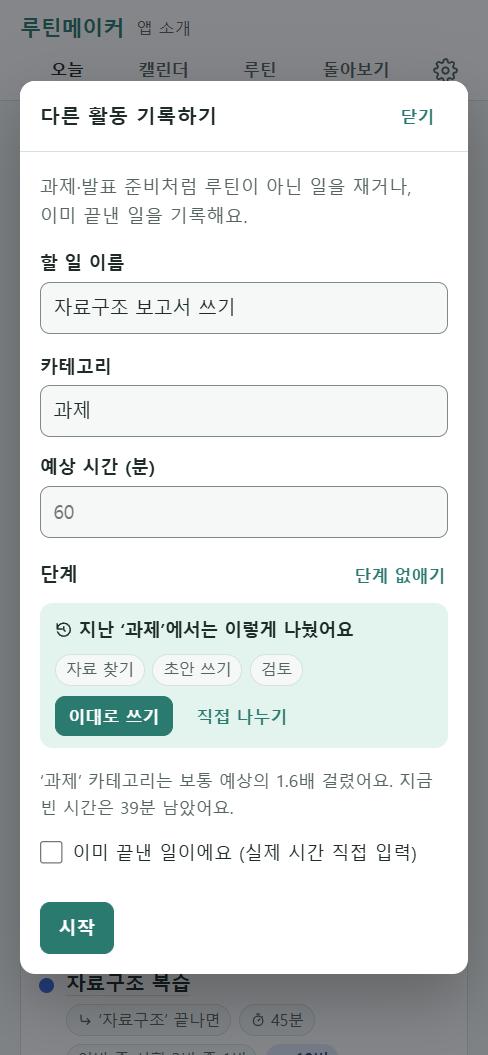 루틴메이커 앱 소개
오늘 캘린더 루틴 돌아보기
다른 활동 기록하기 닫기
과제·발표 준비처럼 루틴이 아닌 일을 재거나,
이미 끝낸 일을 기록해요.
할 일 이름
자료구조 보고서 쓰기
카테고리
과제
예상 시간 (분)
60
단계 단계 없애기
지난 ‘과제’에서는 이렇게 나눴어요
자료 찾기 초안 쓰기 검토
이대로 쓰기 직접 나누기
‘과제’ 카테고리는 보통 예상의 1.6배 걸렸어요. 지금
빈 시간은 39분 남았어요.
이미 끝낸 일이에요 (실제 시간 직접 입력)
시작
자료구조 복습
↳ ‘자료구조’ 끝나면 45분